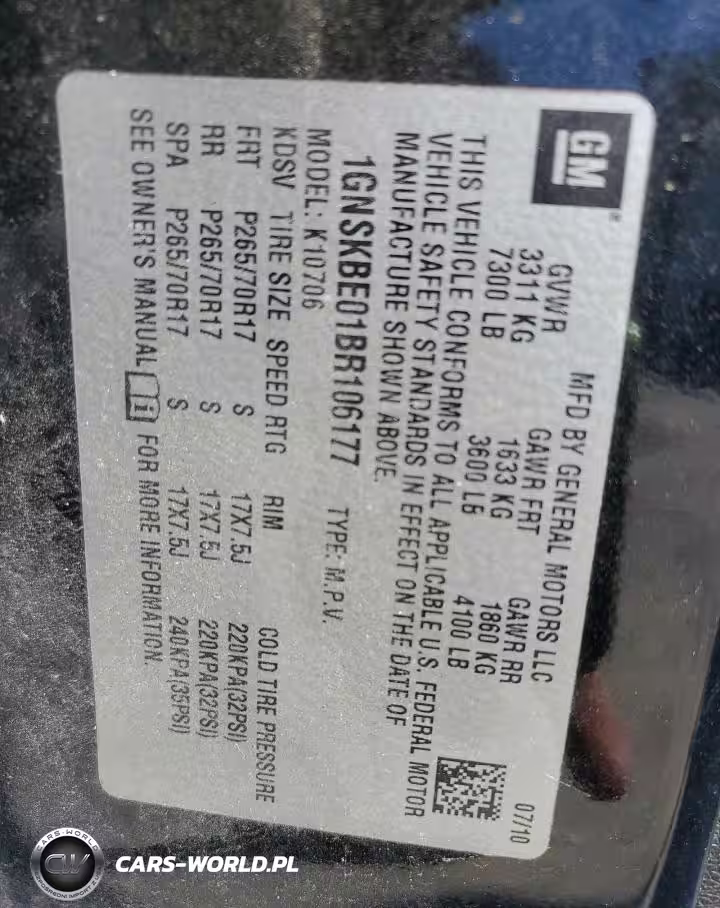 GM
MFD BY GENERAL MOTORS LLC 07/10
GVWR GAWR FRT GAWR RR
3311 KG 1633 KG 1860 KG
7300 LB 3600 LB 4100 LB
THIS VEHICLE CONFORMS TO ALL APPLICABLE U.S. FEDERAL MOTOR
VEHICLE SAFETY STANDARDS IN EFFECT ON THE DATE OF
MANUFACTURE SHOWN ABOVE.
1GNSKBE01BR106177 TYPE: M.P.V.
MODEL: K10706
KDSV TIRE SIZE SPEED RTG RIM COLD TIRE PRESSURE
FRT P265/70R17 S 17X7.5J 220KPA(32PSI)
RR P265/70R17 S 17X7.5J 220KPA(32PSI)
SPA P265/70R17 S 17X7.5J 240KPA(35PSI)
SEE OWNER'S MANUAL i FOR MORE INFORMATION.
CARS-WORLD.PL
CARS-WORLD
CW